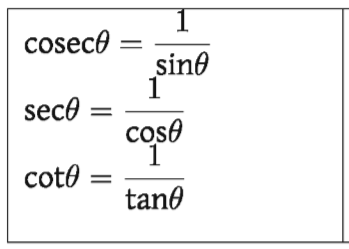 cosecθ = 1/sinθ
secθ = 1/cosθ
cotθ = 1/tanθ